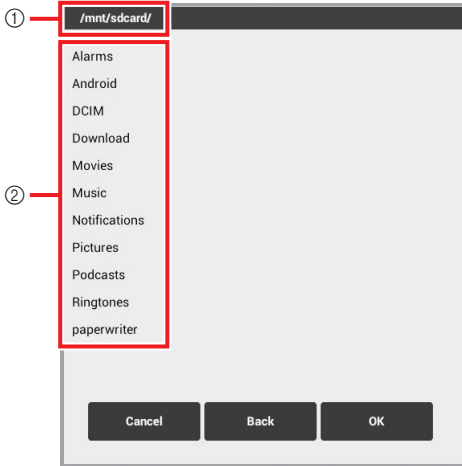 ① /mnt/sdcard/
② Alarms
Android
DCIM
Download
Movies
Music
Notifications
Pictures
Podcasts
Ringtones
paperwriter
Cancel Back OK